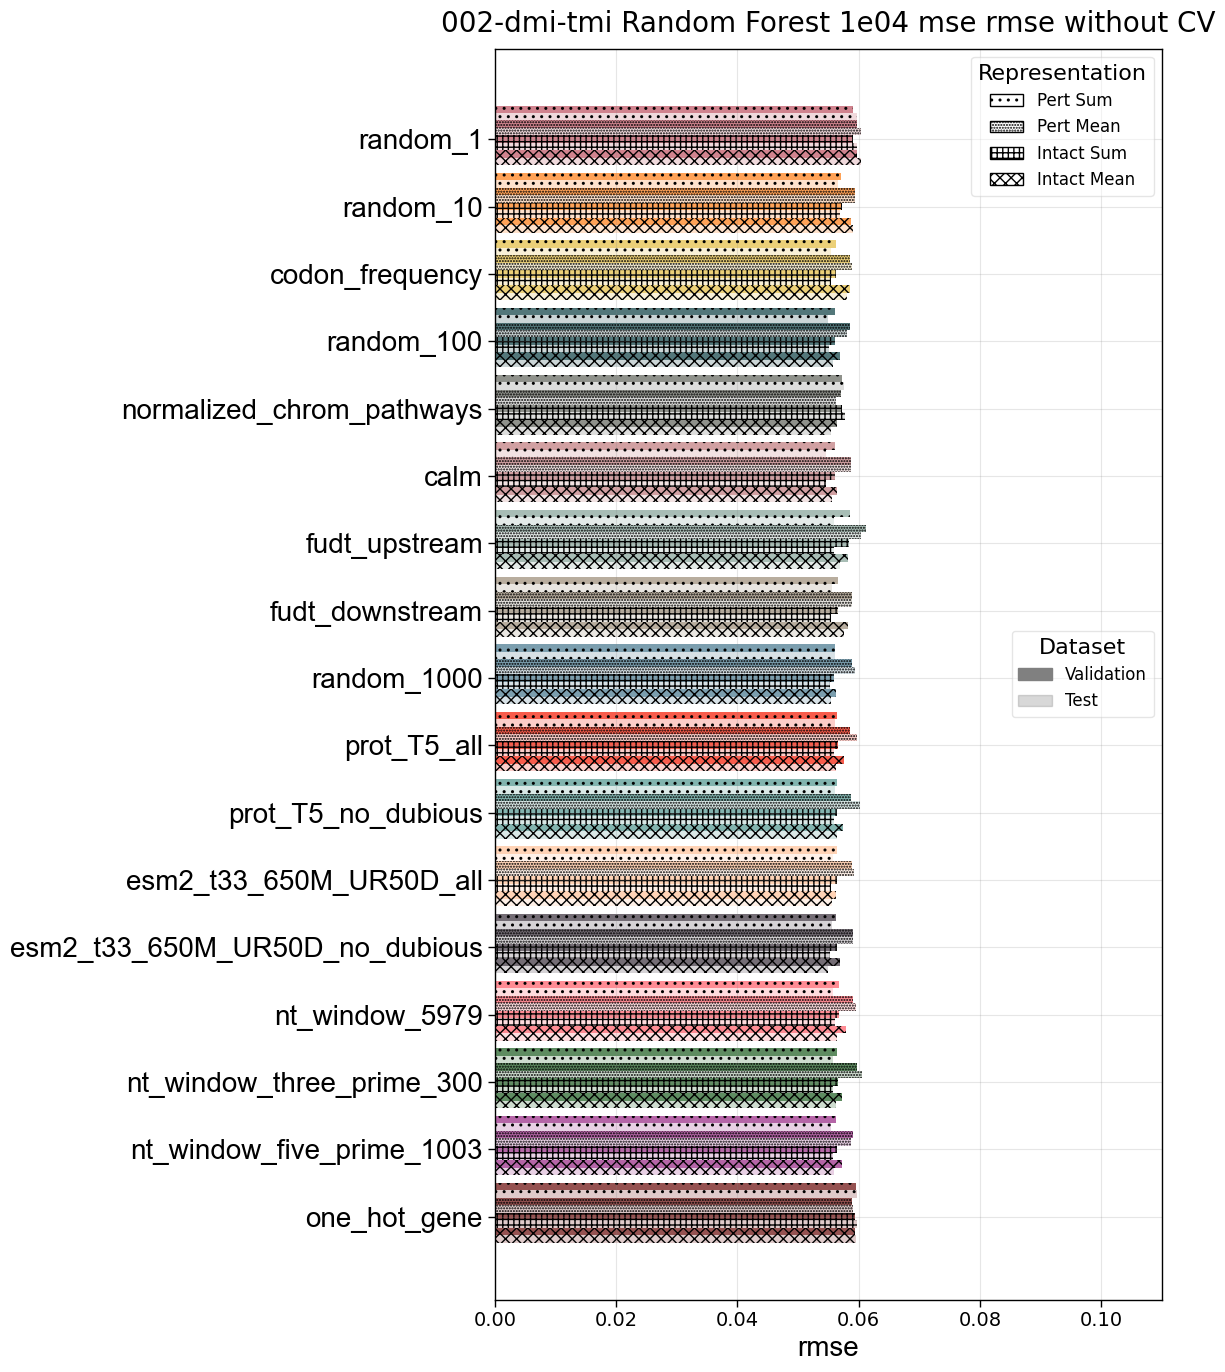 002-dmi-tmi Random Forest 1e04 mse rmse without CV
Representation
Pert Sum
Pert Mean
Intact Sum
Intact Mean
random_1
random_10
codon_frequency
random_100
normalized_chrom_pathways
calm
fudt_upstream
fudt_downstream
Dataset
Validation
Test
random_1000
prot_T5_all
prot_T5_no_dubious
esm2_t33_650M_UR50D_all
esm2_t33_650M_UR50D_no_dubious
nt_window_5979
nt_window_three_prime_300
nt_window_five_prime_1003
one_hot_gene
0.00 0.02 0.04 0.06 0.08 0.10
rmse